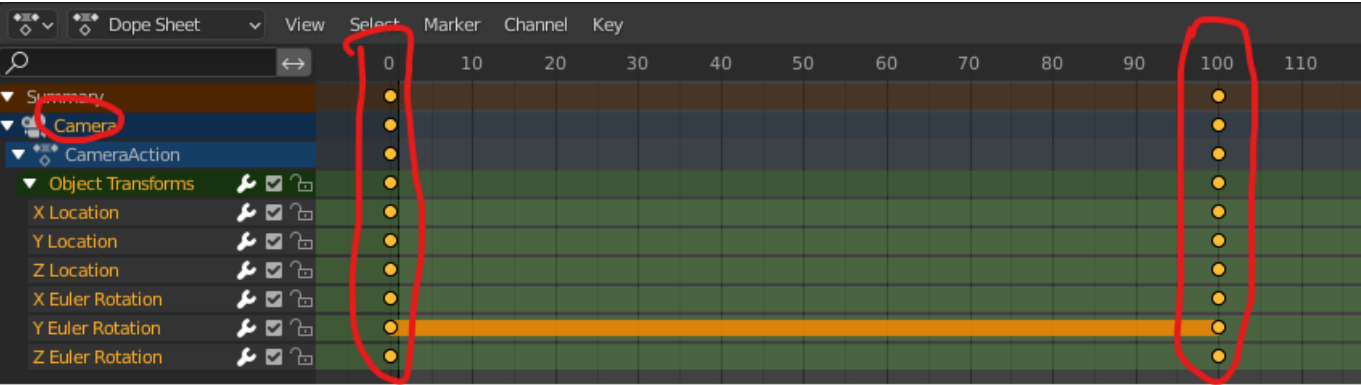 Dope Sheet View Select Marker Channel Key
0 10 20 30 40 50 60 70 80 90 100 110
Summary
Camera
CameraAction
Object Transforms
X Location
Y Location
Z Location
X Euler Rotation
Y Euler Rotation
Z Euler Rotation